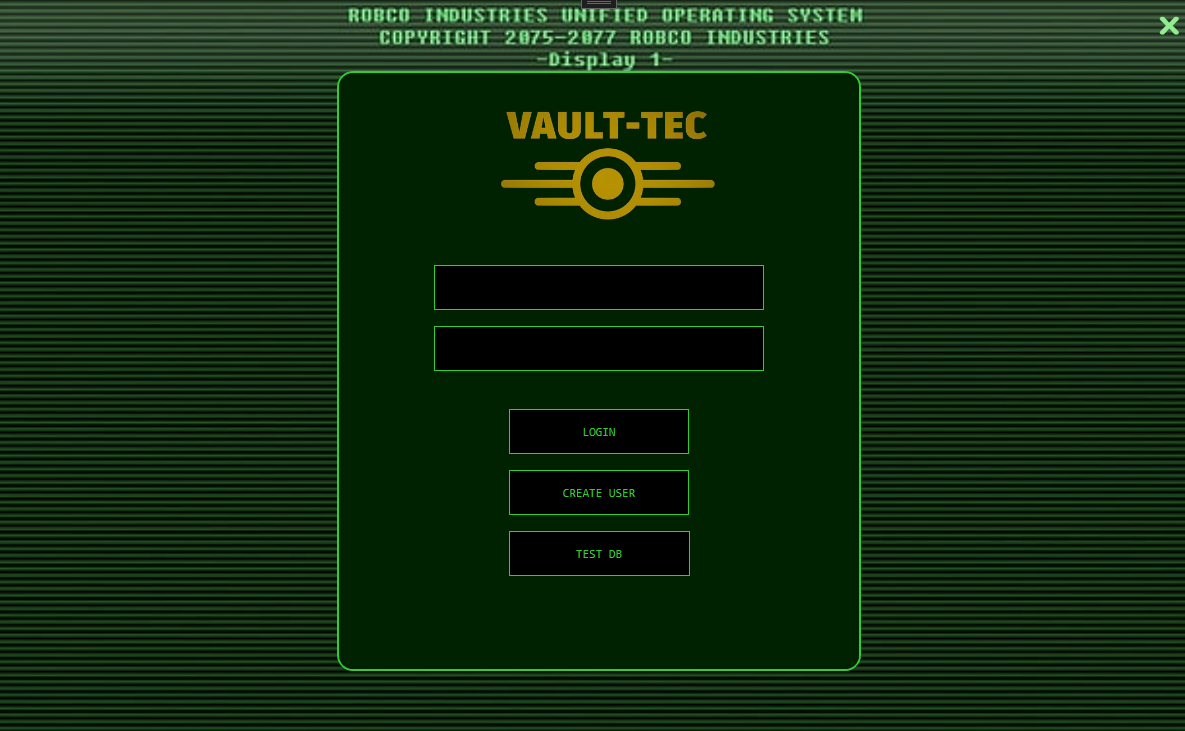 ROBCO INDUSTRIES UNIFIED OPERATING SYSTEM
COPYRIGHT 2075-2077 ROBCO INDUSTRIES
-Display 1-
VAULT-TEC
LOGIN
CREATE USER
TEST DB